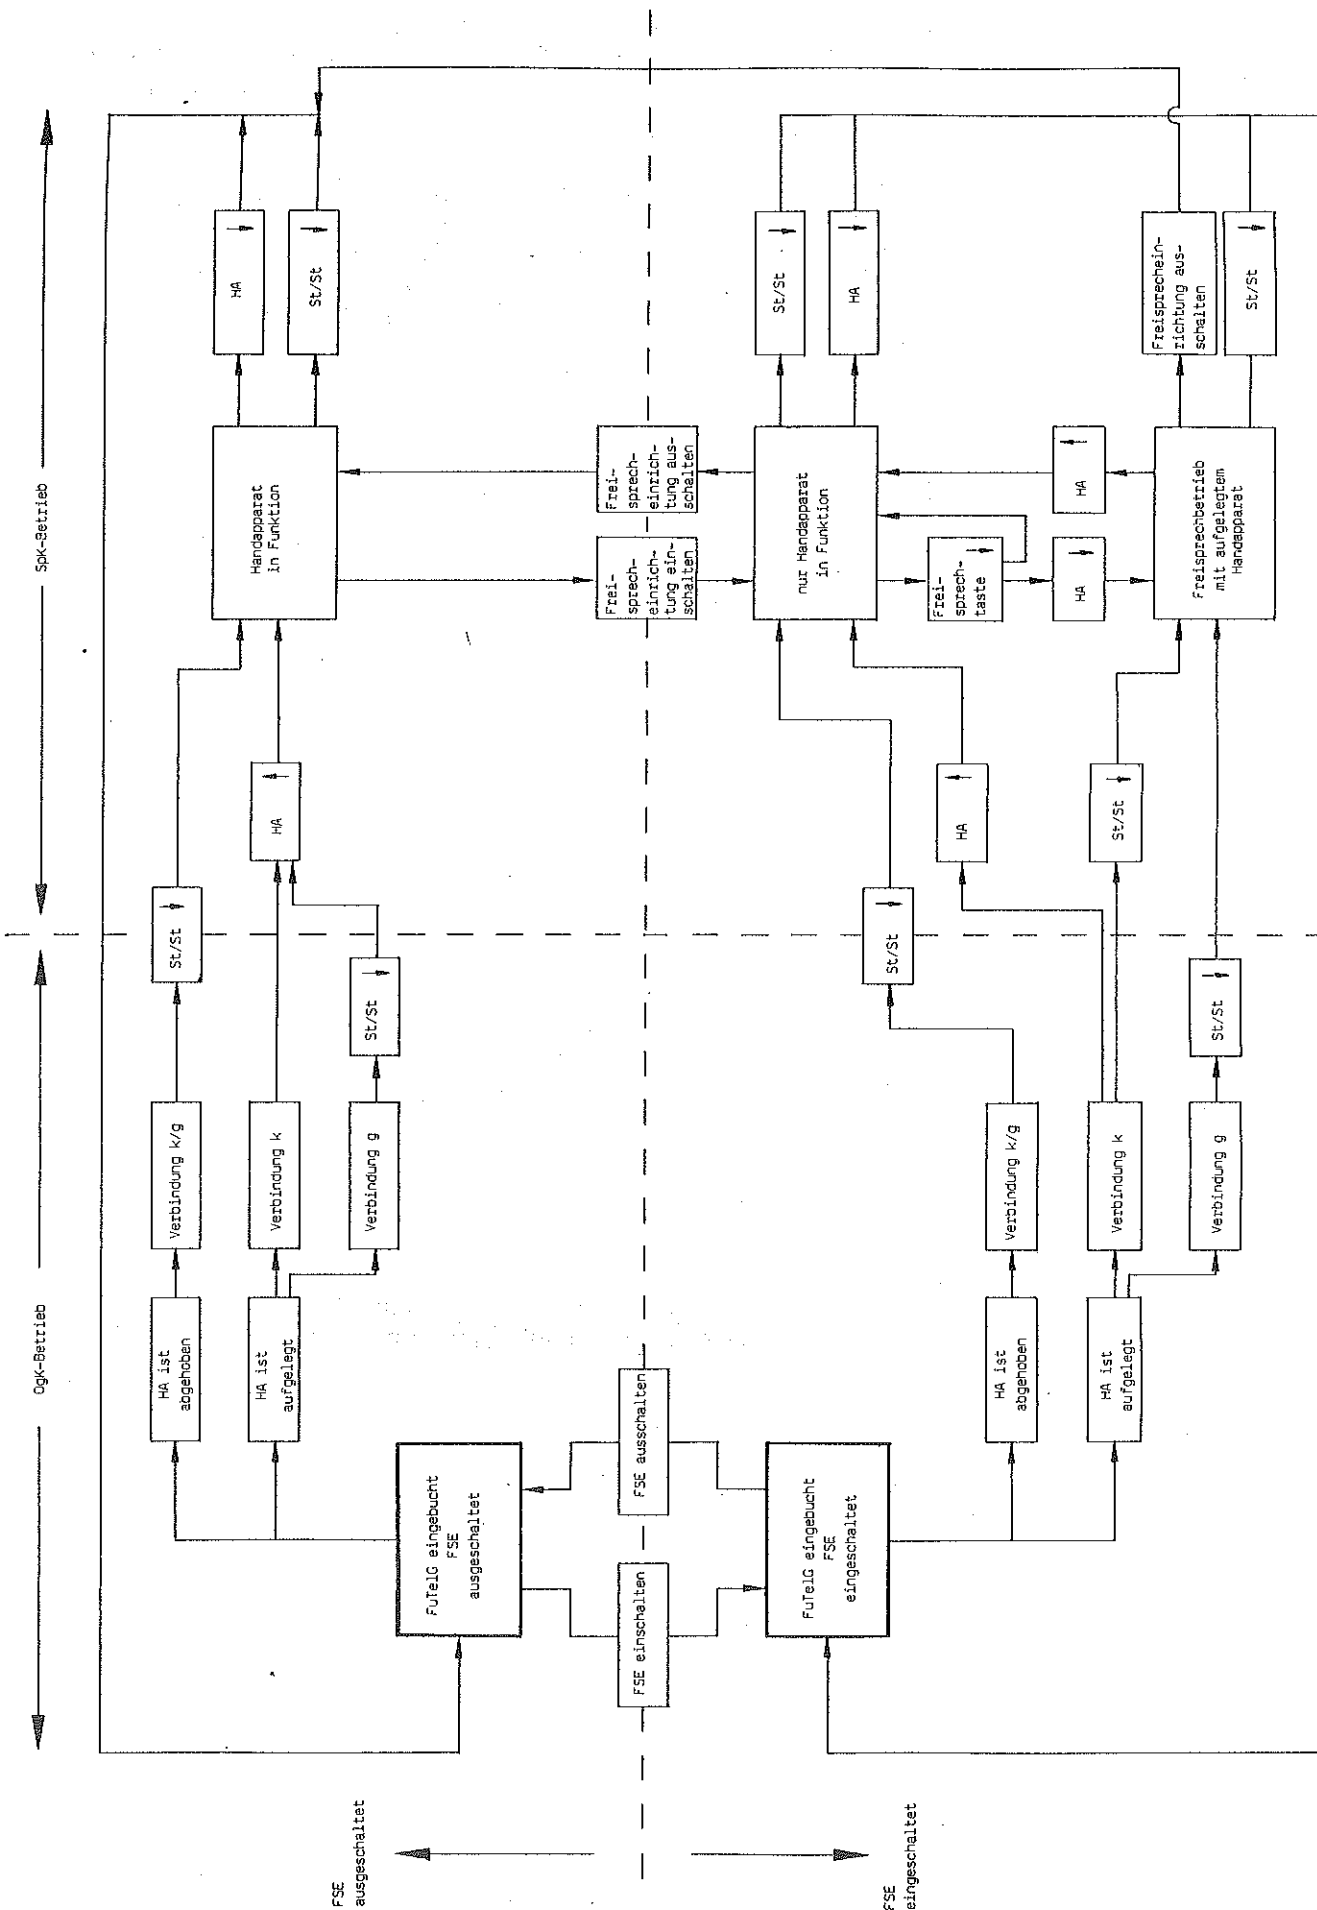 OgK-Betrieb
SpK-Betrieb
FSE
ausgeschaltet
HA ist
abgehoben
Verbindung k/g
St/St
HA ist
aufgelegt
Verbindung k
HA
Verbindung g
St/St
Handapparat
in Funktion
HA
St/St
FuTelG eingebucht
FSE
ausgeschaltet
FSE einschalten
FSE ausschalten
Frei-
sprech-
einrich-
tung ein-
schalten
Frei-
sprech-
einrich-
tung aus-
schalten
FSE
eingeschaltet
FuTelG eingebucht
FSE
eingeschaltet
HA ist
abgehoben
Verbindung k/g
St/St
HA ist
aufgelegt
Verbindung k
HA
St/St
Verbindung g
St/St
nur Handapparat
in Funktion
St/St
HA
Frei-
sprech-
taste
HA
HA
Freisprechbetrieb
mit aufgelegtem
Handapparat
Freisprechein-
richtung aus-
schalten
St/St